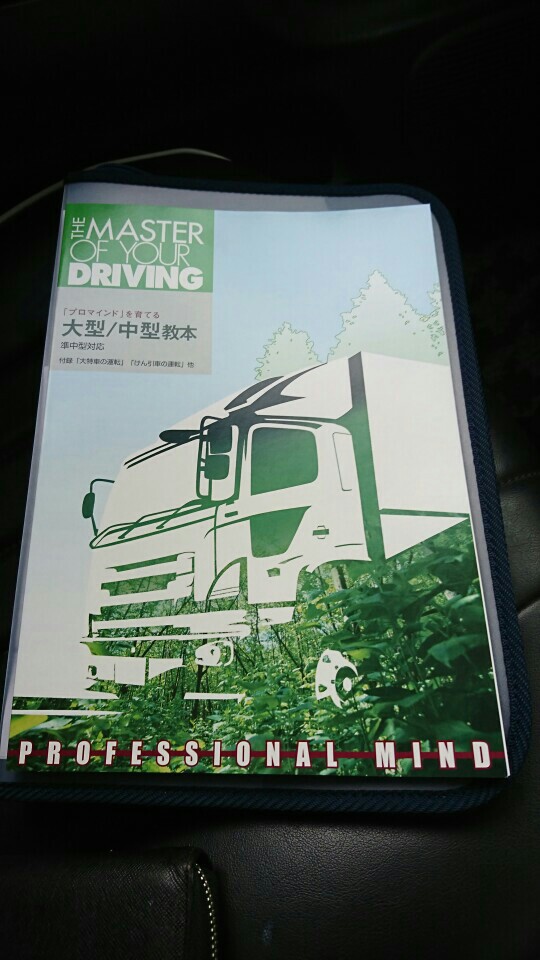 THE MASTER
OF YOUR
DRIVING
「プロマインド」を育てる
大型/中型教本
準中型対応
付録「大特車の運転」「けん引車の運転」他
PROFESSIONAL MIND